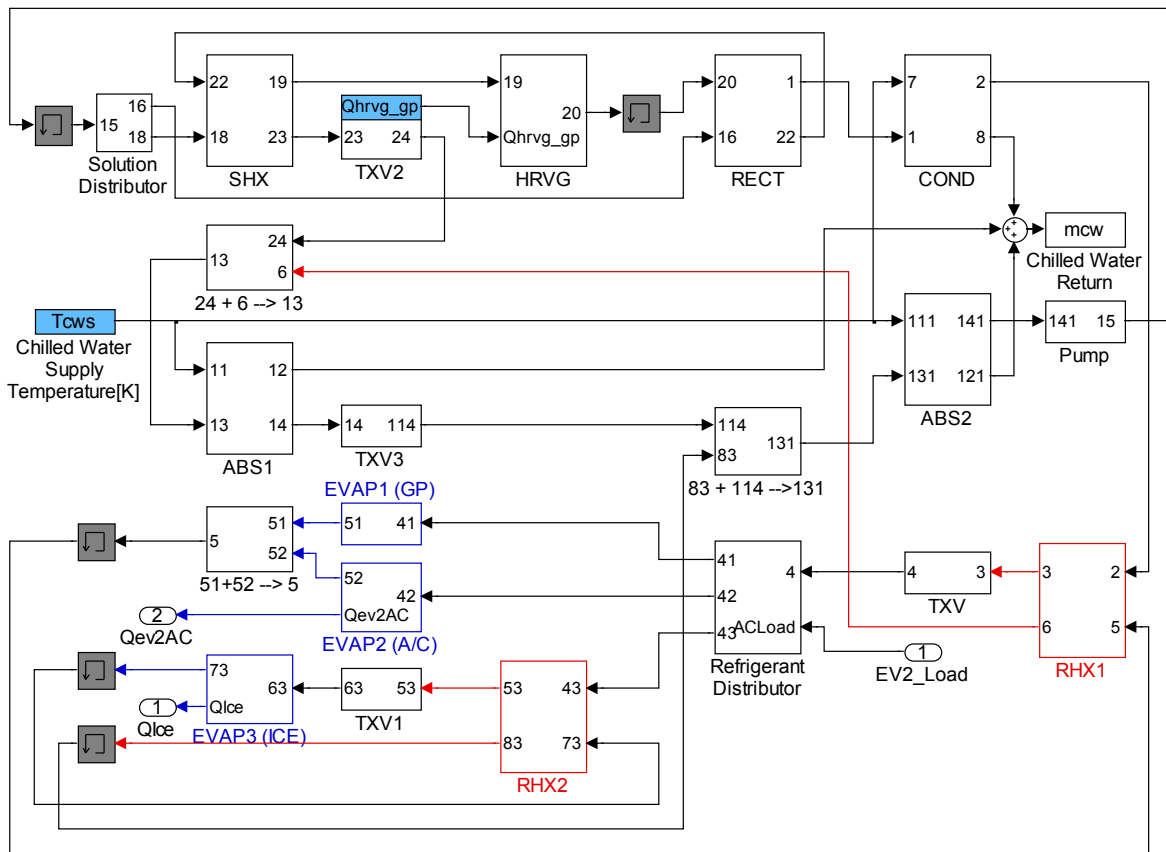 22
19
18
23
SHX
15
16
18
Solution
Distributor
Qhrvg_gp
23
24
TXV2
19
20
Qhrvg_gp
HRVG
20
1
16
22
RECT
7
2
1
8
COND
+
+
+
mcw
Chilled Water
Return
24
13
6
24 + 6 --> 13
Tcws
Chilled Water
Supply
Temperature[K]
11
12
13
14
ABS1
14
114
TXV3
114
131
83
83 + 114 -->131
111
141
131
121
ABS2
141
15
Pump
51
5
52
51+52 --> 5
EVAP1 (GP)
51
41
52
42
Qev2AC
EVAP2 (A/C)
2
Qev2AC
73
63
QIce
EVAP3 (ICE)
1
QIce
63
53
TXV1
53
43
83
73
RHX2
41
4
42
43
ACLoad
Refrigerant
Distributor
4
3
TXV
1
EV2_Load
3
2
6
5
RHX1